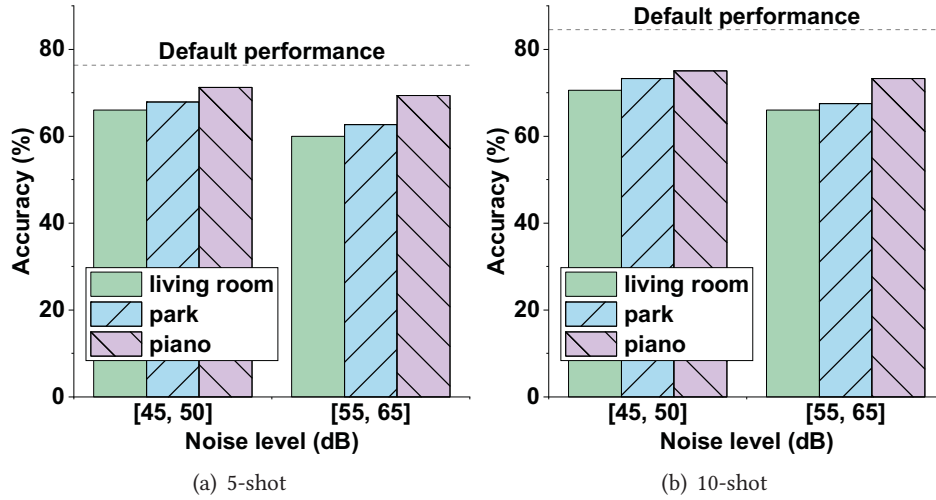 Default performance
80
60
40
20
0
Accuracy (%)
living room
park
piano
[45, 50] [55, 65]
Noise level (dB)
(a) 5-shot
Default performance
80
60
40
20
0
Accuracy (%)
living room
park
piano
[45, 50] [55, 65]
Noise level (dB)
(b) 10-shot